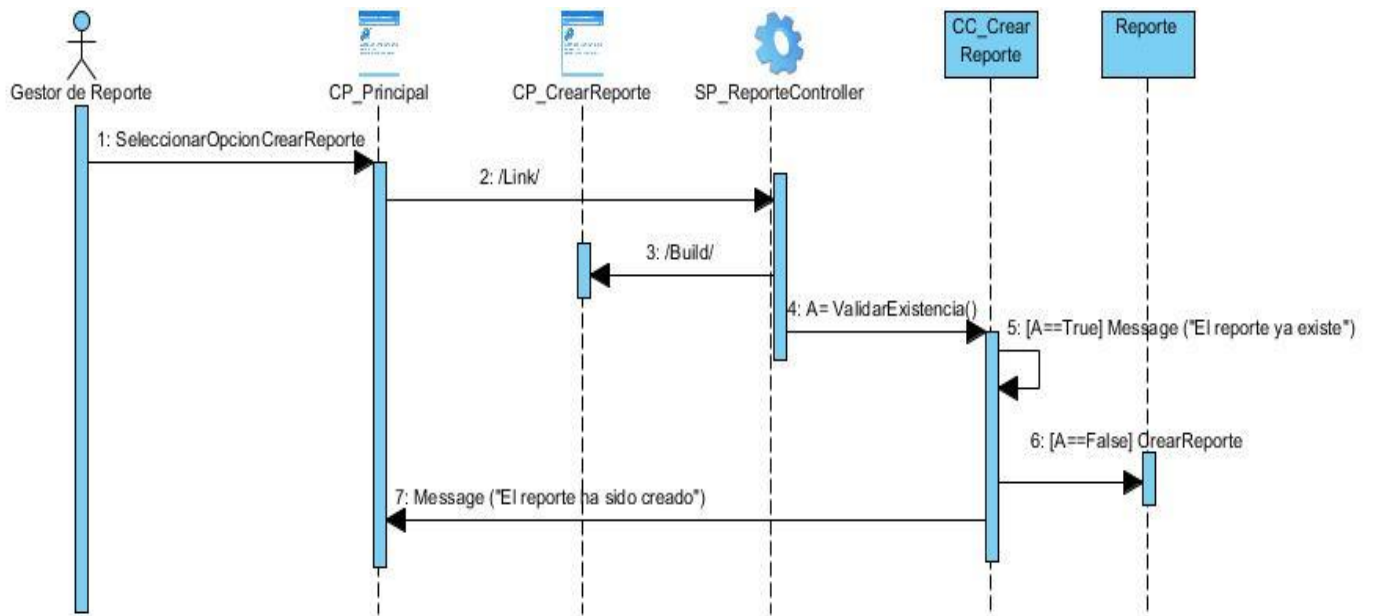 CC_Crear
Reporte
Reporte
Gestor de Reporte
CP_Principal
CP_CrearReporte
SP_ReporteController
1: SeleccionarOpcionCrearReporte
2: /Link/
3: /Build/
4: A= ValidarExistencia()
5: [A==True] Message ("El reporte ya existe")
6: [A==False] CrearReporte
7: Message ("El reporte ha sido creado")